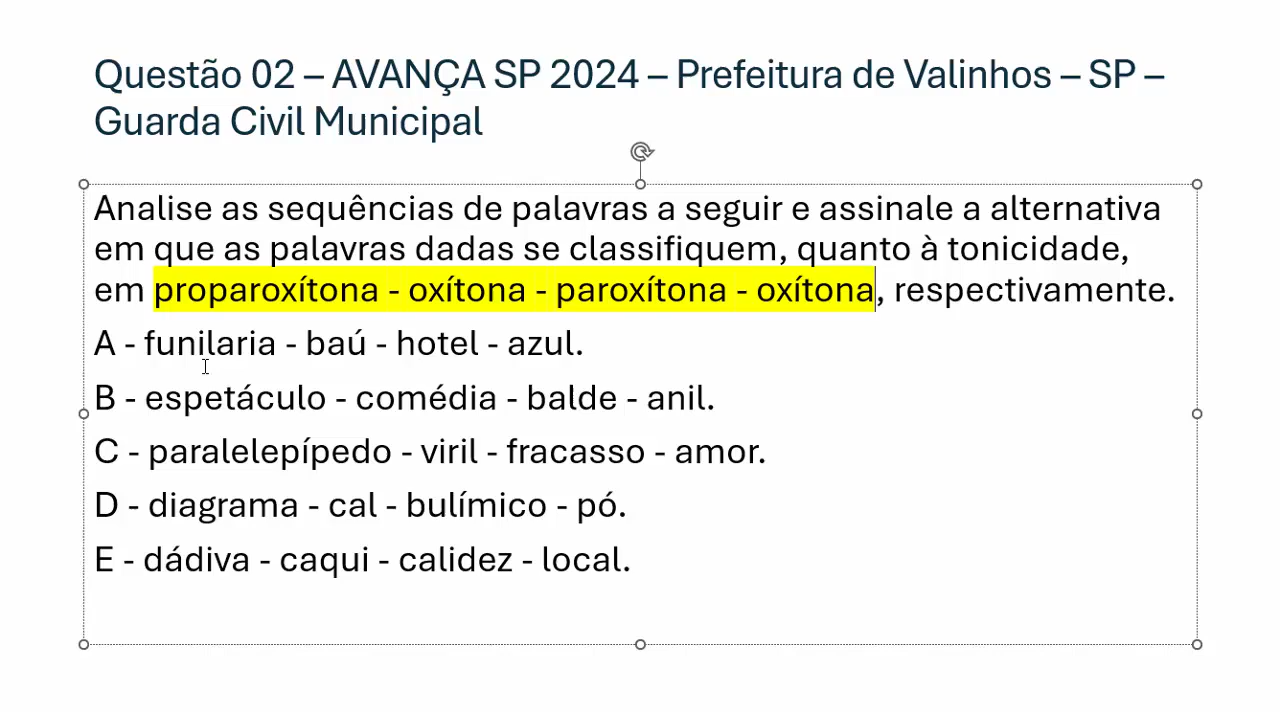 Questão 02 – AVANÇA SP 2024 – Prefeitura de Valinhos – SP –
Guarda Civil Municipal
Analise as sequências de palavras a seguir e assinale a alternativa
em que as palavras dadas se classifiquem, quanto à tonicidade,
em proparoxítona - oxítona - paroxítona - oxítona, respectivamente.
A - funilaria - baú - hotel - azul.
B - espetáculo - comédia - balde - anil.
C - paralelepípedo - viril - fracasso - amor.
D - diagrama - cal - bulímico - pó.
E - dádiva - caqui - calidez - local.